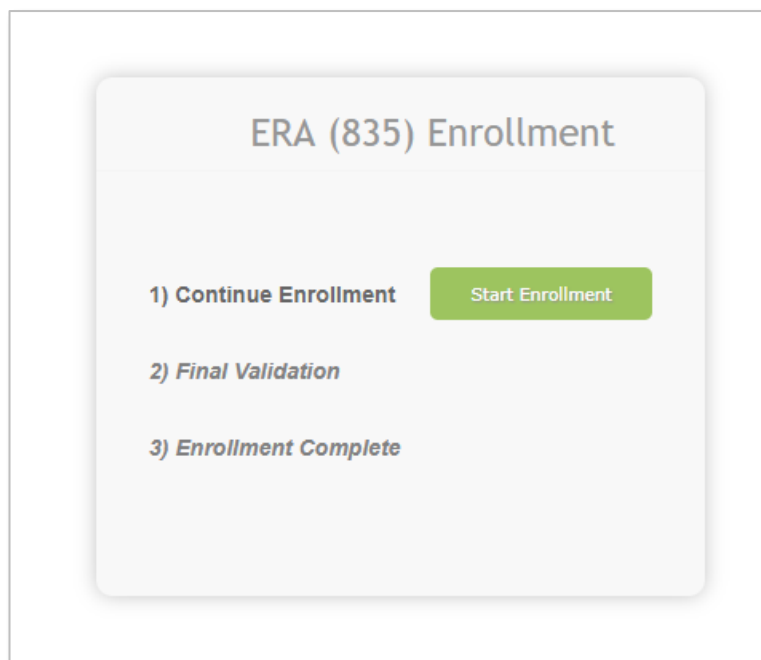 ERA (835) Enrollment
1) Continue Enrollment Start Enrollment
2) Final Validation
3) Enrollment Complete